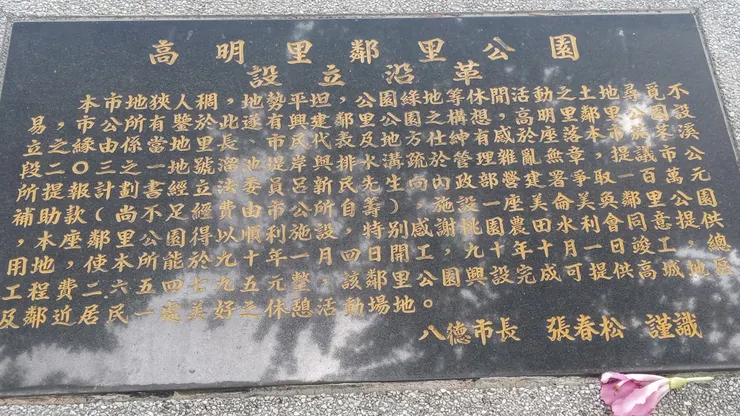 高明里鄰里公園
設立沿革
本市地狹人稠，地勢平坦，公園綠地等休閒活動之土地尋覓不
易，市公所有鑒於此遂有興建鄰里公園之構想，高明里鄰里公園設
立之緣由係當地里長、市民代表及地方仕紳有感於座落本市茄苳溪
段二〇三之一地號溜池提岸與排水溝疏於管理雜亂無章，提議市公
所提報計劃書經立法委員呂新民先生向內政部營建署爭取一百萬元
補助款（尚不足經費由市公所自籌），施設一座美侖美奐鄰里公園
，本座鄰里公園得以順利施設，特別感謝桃園農田水利會同意提供
用地，使本所能於九十年一月四日開工，九十年十月一日竣工，總
工程費二、六五四、七九五元整，該鄰里公園興設完成可提供高城地區
及鄰近居民一處美好之休憩活動場地。
八德市長 張春松 謹識